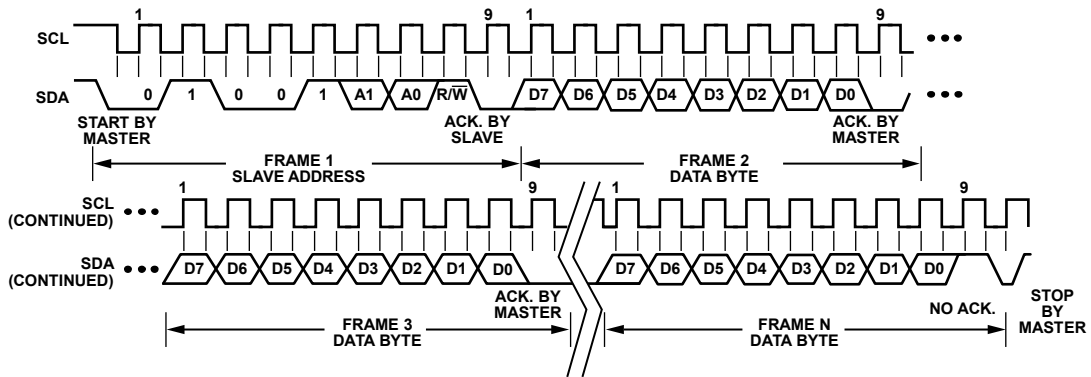 1 9 1 9
SCL
SDA 0 1 0 0 1 A1 A0 R/W̅ D7 D6 D5 D4 D3 D2 D1 D0
START BY
MASTER
ACK. BY
SLAVE
ACK. BY
MASTER
FRAME 1
SLAVE ADDRESS
FRAME 2
DATA BYTE
1 9 1 9
SCL
(CONTINUED)
SDA
(CONTINUED)
D7 D6 D5 D4 D3 D2 D1 D0 D7 D6 D5 D4 D3 D2 D1 D0
ACK. BY
MASTER
NO ACK.
STOP
BY
MASTER
FRAME 3
DATA BYTE
FRAME N
DATA BYTE